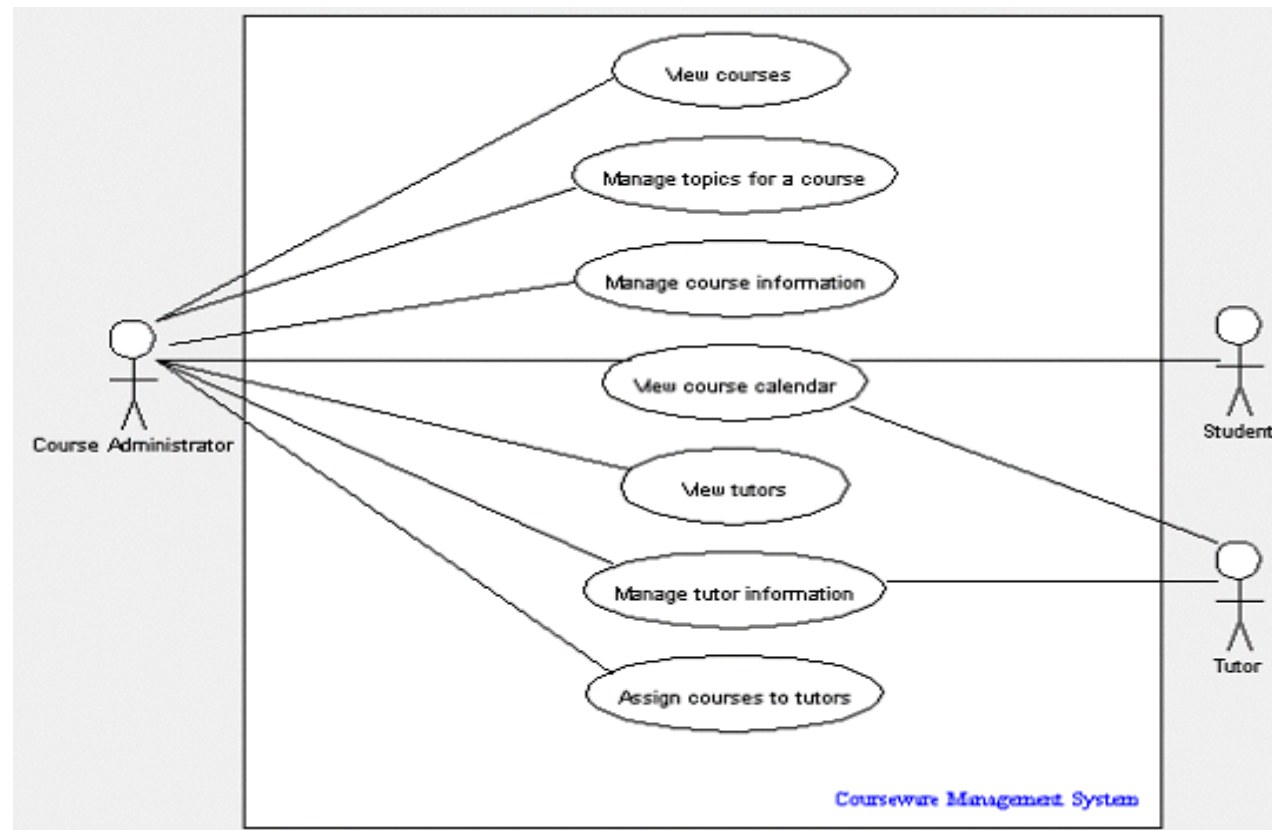 View courses
Manage topics for a course
Manage course information
View course calendar
View tutors
Manage tutor information
Assign courses to tutors
Course Administrator
Student
Tutor
Courseware Management System